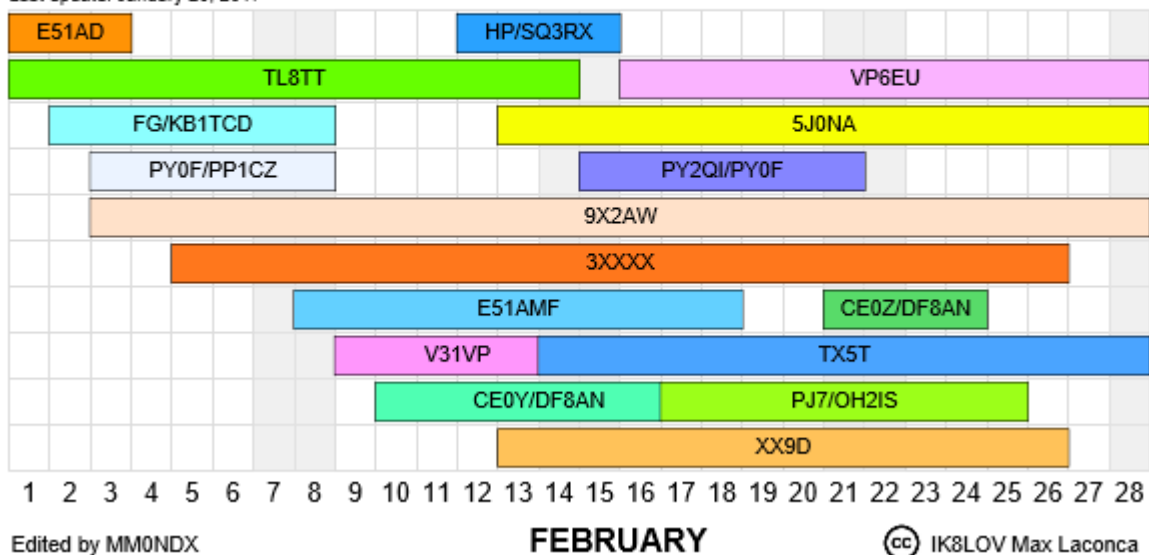 E51AD HP/SQ3RX
TL8TT VP6EU
FG/KB1TCD 5J0NA
PY0F/PP1CZ PY2QI/PY0F
9X2AW
3XXXX
E51AMF CE0Z/DF8AN
V31VP TX5T
CE0Y/DF8AN PJ7/OH2IS
XX9D
1 2 3 4 5 6 7 8 9 10 11 12 13 14 15 16 17 18 19 20 21 22 23 24 25 26 27 28
Edited by MM0NDX FEBRUARY cc IK8LOV Max Laconca